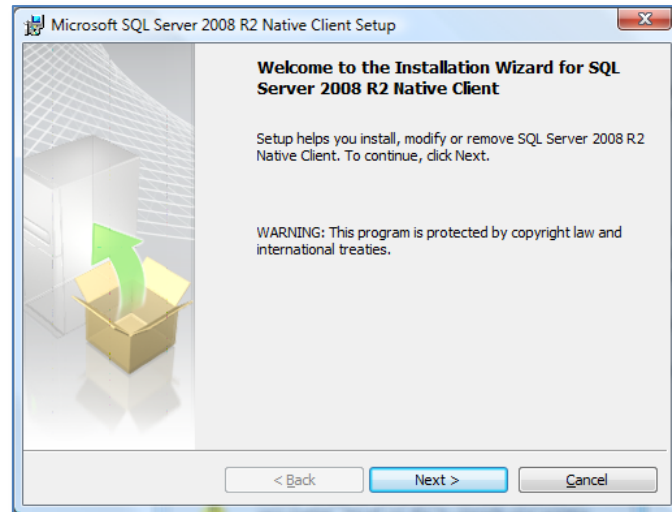 Microsoft SQL Server 2008 R2 Native Client Setup
Welcome to the Installation Wizard for SQL
Server 2008 R2 Native Client
Setup helps you install, modify or remove SQL Server 2008 R2
Native Client. To continue, click Next.
WARNING: This program is protected by copyright law and
international treaties.
< Back Next > Cancel